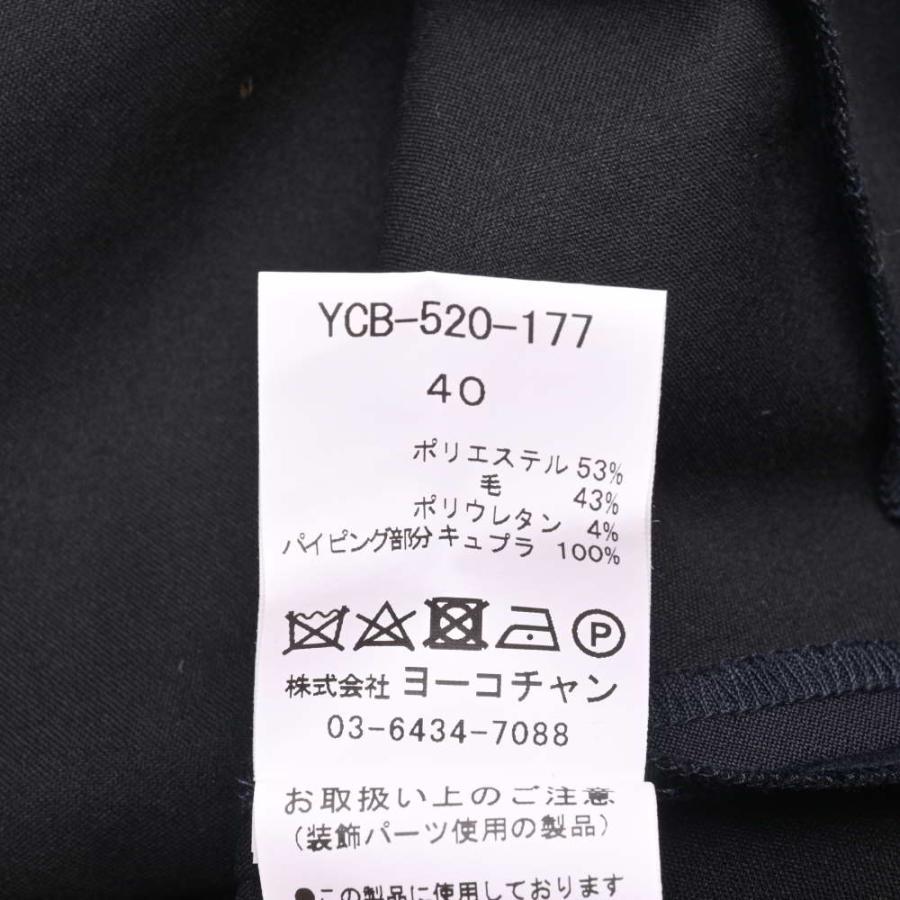 YCB-520-177
40
ポリエステル 53%
毛 43%
ポリウレタン 4%
パイピング部分 キュプラ 100%
P
株式会社 ヨーコチャン
03-6434-7088
お取扱い上のご注意
(装飾パーツ使用の製品)
●この製品に使用しております